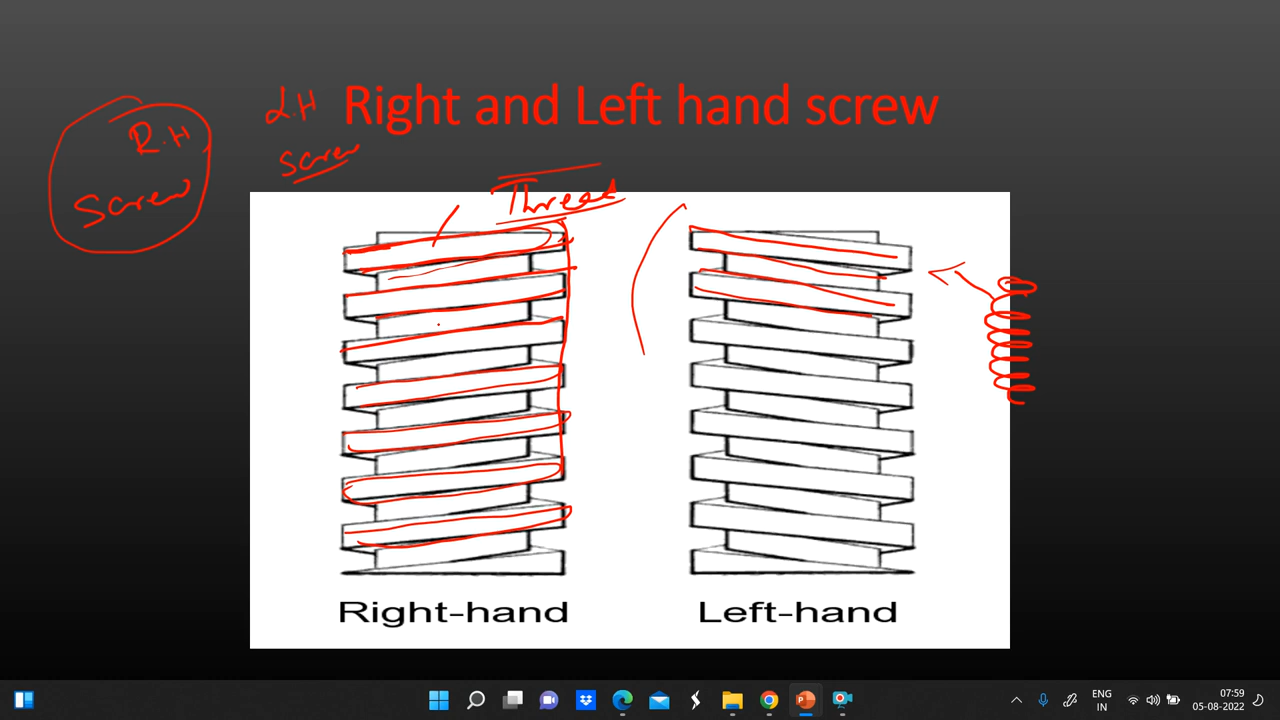 Right and Left hand screw
R.H
Screw
L.H
Screw
Thread
Right-hand
Left-hand
ENG
IN
07:59
05-08-2022